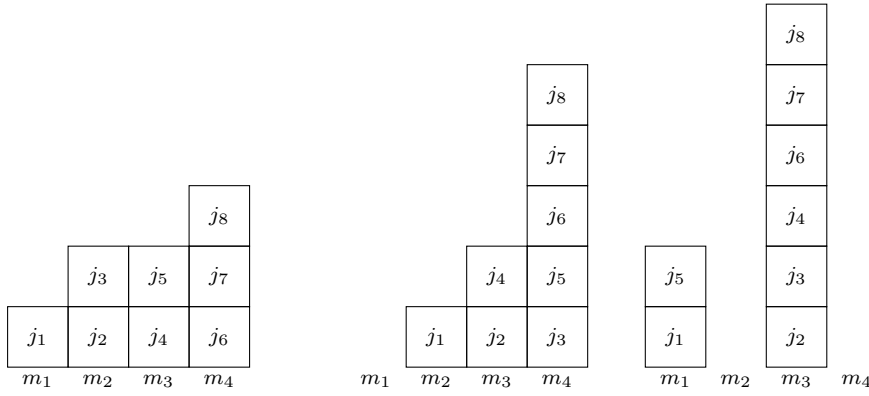 j₈
j₈
j₇
j₇
j₆
j₈
j₆
j₄
j₃ j₅ j₇
j₄ j₅
j₅ j₃
j₁ j₂ j₄ j₆
j₁ j₂ j₃
j₁ j₂
m₁ m₂ m₃ m₄
m₁ m₂ m₃ m₄
m₁ m₂ m₃ m₄